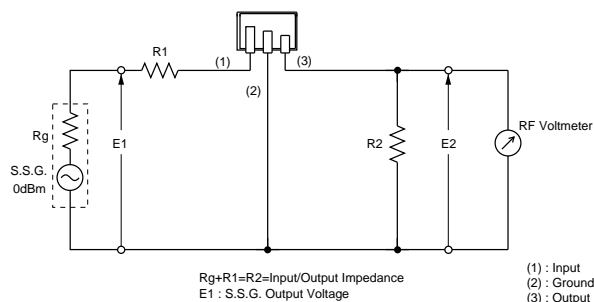 R1
(1)
(3)
(2)
Rg
E1
R2
E2
RF Voltmeter
S.S.G.
0dBm
Rg+R1=R2=Input/Output Impedance
E1 : S.S.G. Output Voltage
(1) : Input
(2) : Ground
(3) : Output